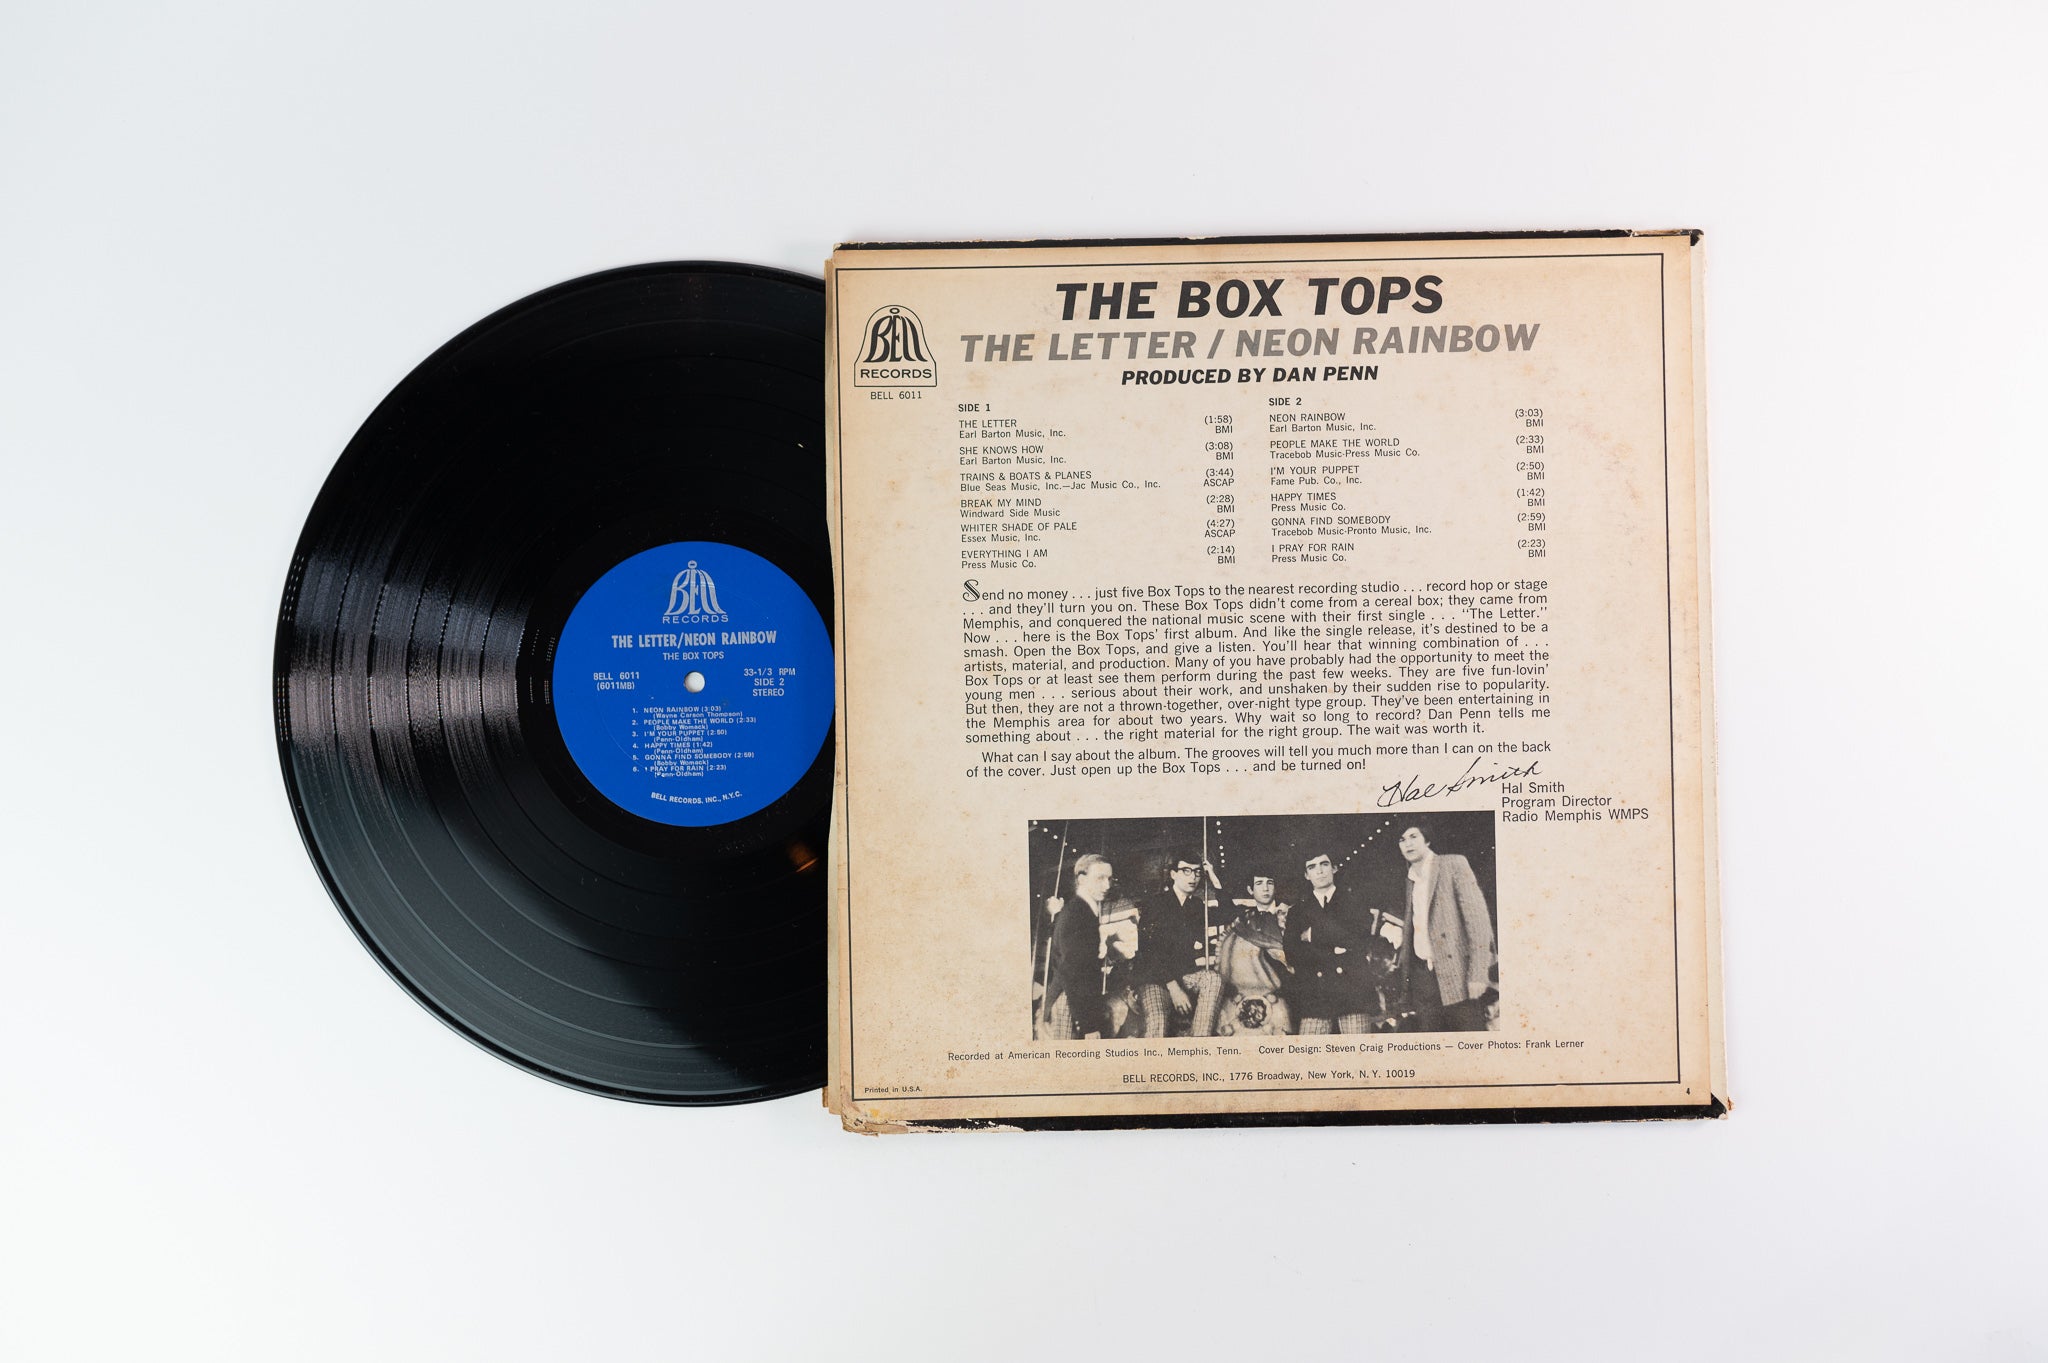 BELL
RECORDS
THE LETTER/NEON RAINBOW
THE BOX TOPS
BELL 6011
(6011MB)
33-1/3 RPM
SIDE 2
STEREO
1. NEON RAINBOW (3:03)
(Wayne Carson Thompson)
2. PEOPLE MAKE THE WORLD (2:33)
(Bobby Womack)
3. I'M YOUR PUPPET (2:50)
(Penn-Oldham)
4. HAPPY TIMES (1:42)
(Penn-Oldham)
5. GONNA FIND SOMEBODY (2:59)
(Bobby Womack)
6. I PRAY FOR RAIN (2:23)
(Penn-Oldham)
BELL RECORDS, INC., N.Y.C.
BELL
RECORDS
BELL 6011
THE BOX TOPS
THE LETTER / NEON RAINBOW
PRODUCED BY DAN PENN
SIDE 1
THE LETTER (1:58)
Earl Barton Music, Inc. BMI
SHE KNOWS HOW (3:08)
Earl Barton Music, Inc. BMI
TRAINS & BOATS & PLANES (3:44)
Blue Seas Music, Inc.—Jac Music Co., Inc. ASCAP
BREAK MY MIND (2:28)
Windward Side Music BMI
WHITER SHADE OF PALE (4:27)
Essex Music, Inc. ASCAP
EVERYTHING I AM (2:14)
Press Music Co. BMI
SIDE 2
NEON RAINBOW (3:03)
Earl Barton Music, Inc. BMI
PEOPLE MAKE THE WORLD (2:33)
Tracebob Music-Press Music Co. BMI
I'M YOUR PUPPET (2:50)
Fame Pub. Co., Inc. BMI
HAPPY TIMES (1:42)
Press Music Co. BMI
GONNA FIND SOMEBODY (2:59)
Tracebob Music-Pronto Music, Inc. BMI
I PRAY FOR RAIN (2:23)
Press Music Co. BMI
Send no money . . . just five Box Tops to the nearest recording studio . . . record hop or stage
. . . and they'll turn you on. These Box Tops didn't come from a cereal box; they came from
Memphis, and conquered the national music scene with their first single . . . "The Letter."
Now . . . here is the Box Tops' first album. And like the single release, it's destined to be a
smash. Open the Box Tops, and give a listen. You'll hear that winning combination of . . .
artists, material, and production. Many of you have probably had the opportunity to meet the
Box Tops or at least see them perform during the past few weeks. They are five fun-lovin'
young men . . . serious about their work, and unshaken by their sudden rise to popularity.
But then, they are not a thrown-together, over-night type group. They've been entertaining in
the Memphis area for about two years. Why wait so long to record? Dan Penn tells me
something about . . . the right material for the right group. The wait was worth it.
What can I say about the album. The grooves will tell you much more than I can on the back
of the cover. Just open up the Box Tops . . . and be turned on!
Hal Smith
Hal Smith
Program Director
Radio Memphis WMPS
Recorded at American Recording Studios Inc., Memphis, Tenn. Cover Design: Steven Craig Productions — Cover Photos: Frank Lerner
BELL RECORDS, INC., 1776 Broadway, New York, N. Y. 10019
Printed in U.S.A.
4